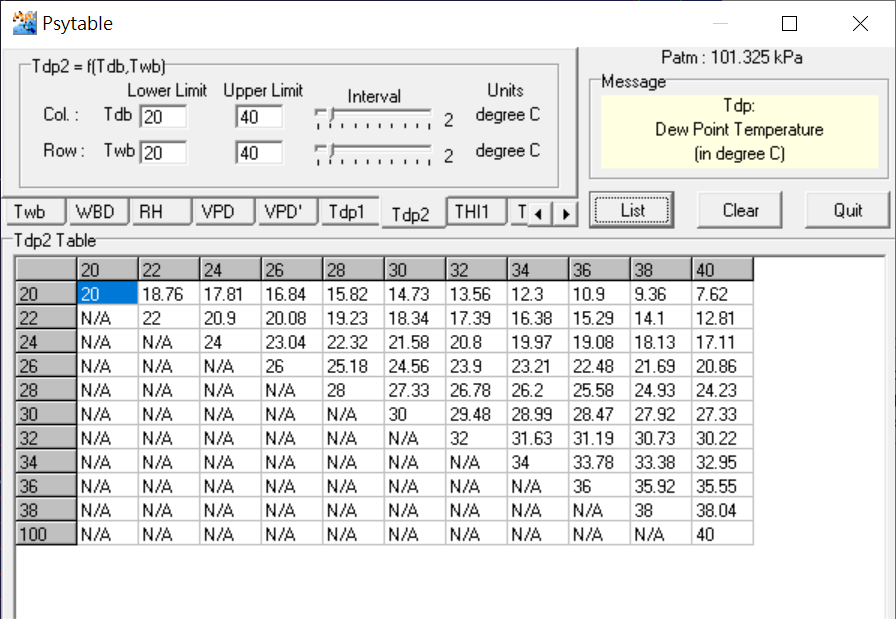 Psytable
Tdp2 = f(Tdb,Twb)
Lower Limit Upper Limit Interval Units
Col. : Tdb 20 40 2 degree C
Row : Twb 20 40 2 degree C
Patm : 101.325 kPa
Message
Tdp:
Dew Point Temperature
(in degree C)
Twb WBD RH VPD VPD' Tdp1 Tdp2 THI1 T
List Clear Quit
Tdp2 Table
20 22 24 26 28 30 32 34 36 38 40
20 20 18.76 17.81 16.84 15.82 14.73 13.56 12.3 10.9 9.36 7.62
22 N/A 22 20.9 20.08 19.23 18.34 17.39 16.38 15.29 14.1 12.81
24 N/A N/A 24 23.04 22.32 21.58 20.8 19.97 19.08 18.13 17.11
26 N/A N/A N/A 26 25.18 24.56 23.9 23.21 22.48 21.69 20.86
28 N/A N/A N/A N/A 28 27.33 26.78 26.2 25.58 24.93 24.23
30 N/A N/A N/A N/A N/A 30 29.48 28.99 28.47 27.92 27.33
32 N/A N/A N/A N/A N/A N/A 32 31.63 31.19 30.73 30.22
34 N/A N/A N/A N/A N/A N/A N/A 34 33.78 33.38 32.95
36 N/A N/A N/A N/A N/A N/A N/A N/A 36 35.92 35.55
38 N/A N/A N/A N/A N/A N/A N/A N/A N/A 38 38.04
100 N/A N/A N/A N/A N/A N/A N/A N/A N/A N/A 40